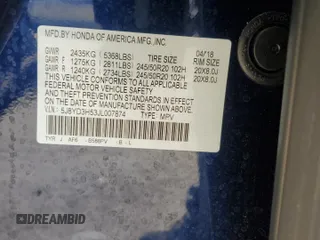 MFD. BY HONDA OF AMERICA MFG., INC. 04/18
GVWR 2435KG 5368LBS TIRE SIZE RIM SIZE
GAWR F 1275KG 2811LBS 245/50R20 102H 20X8.0J
GAWR R 1240KG 2734LBS 245/50R20 102H 20X8.0J
THIS VEHICLE CONFORMS TO ALL APPLICABLE
FEDERAL MOTOR VEHICLE SAFETY AND
THEFT PREVENTION STANDARDS IN EFFECT ON
THE DATE OF MANUFACTURE SHOWN ABOVE.
V.I.N.: 5J8YD3H53JL007874 TYPE: MPV
DREAMBID